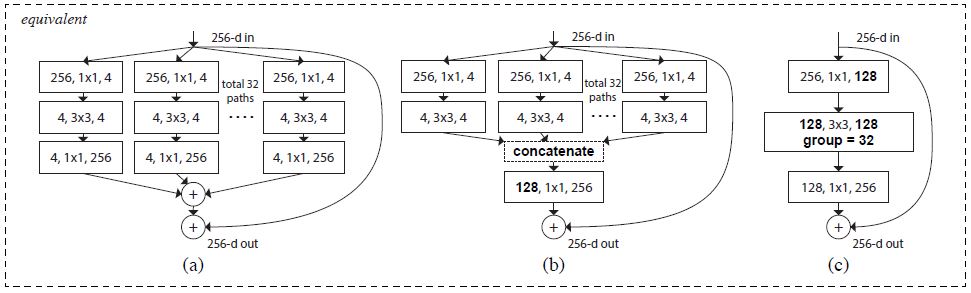 equivalent
256-d in
256, 1x1, 4
256, 1x1, 4
256, 1x1, 4
total 32
paths
....
4, 3x3, 4
4, 3x3, 4
4, 3x3, 4
4, 1x1, 256
4, 1x1, 256
4, 1x1, 256
+
+
256-d out
(a)
256-d in
256, 1x1, 4
256, 1x1, 4
256, 1x1, 4
total 32
paths
....
4, 3x3, 4
4, 3x3, 4
4, 3x3, 4
concatenate
128, 1x1, 256
+
256-d out
(b)
256-d in
256, 1x1, 128
128, 3x3, 128
group = 32
128, 1x1, 256
+
256-d out
(c)